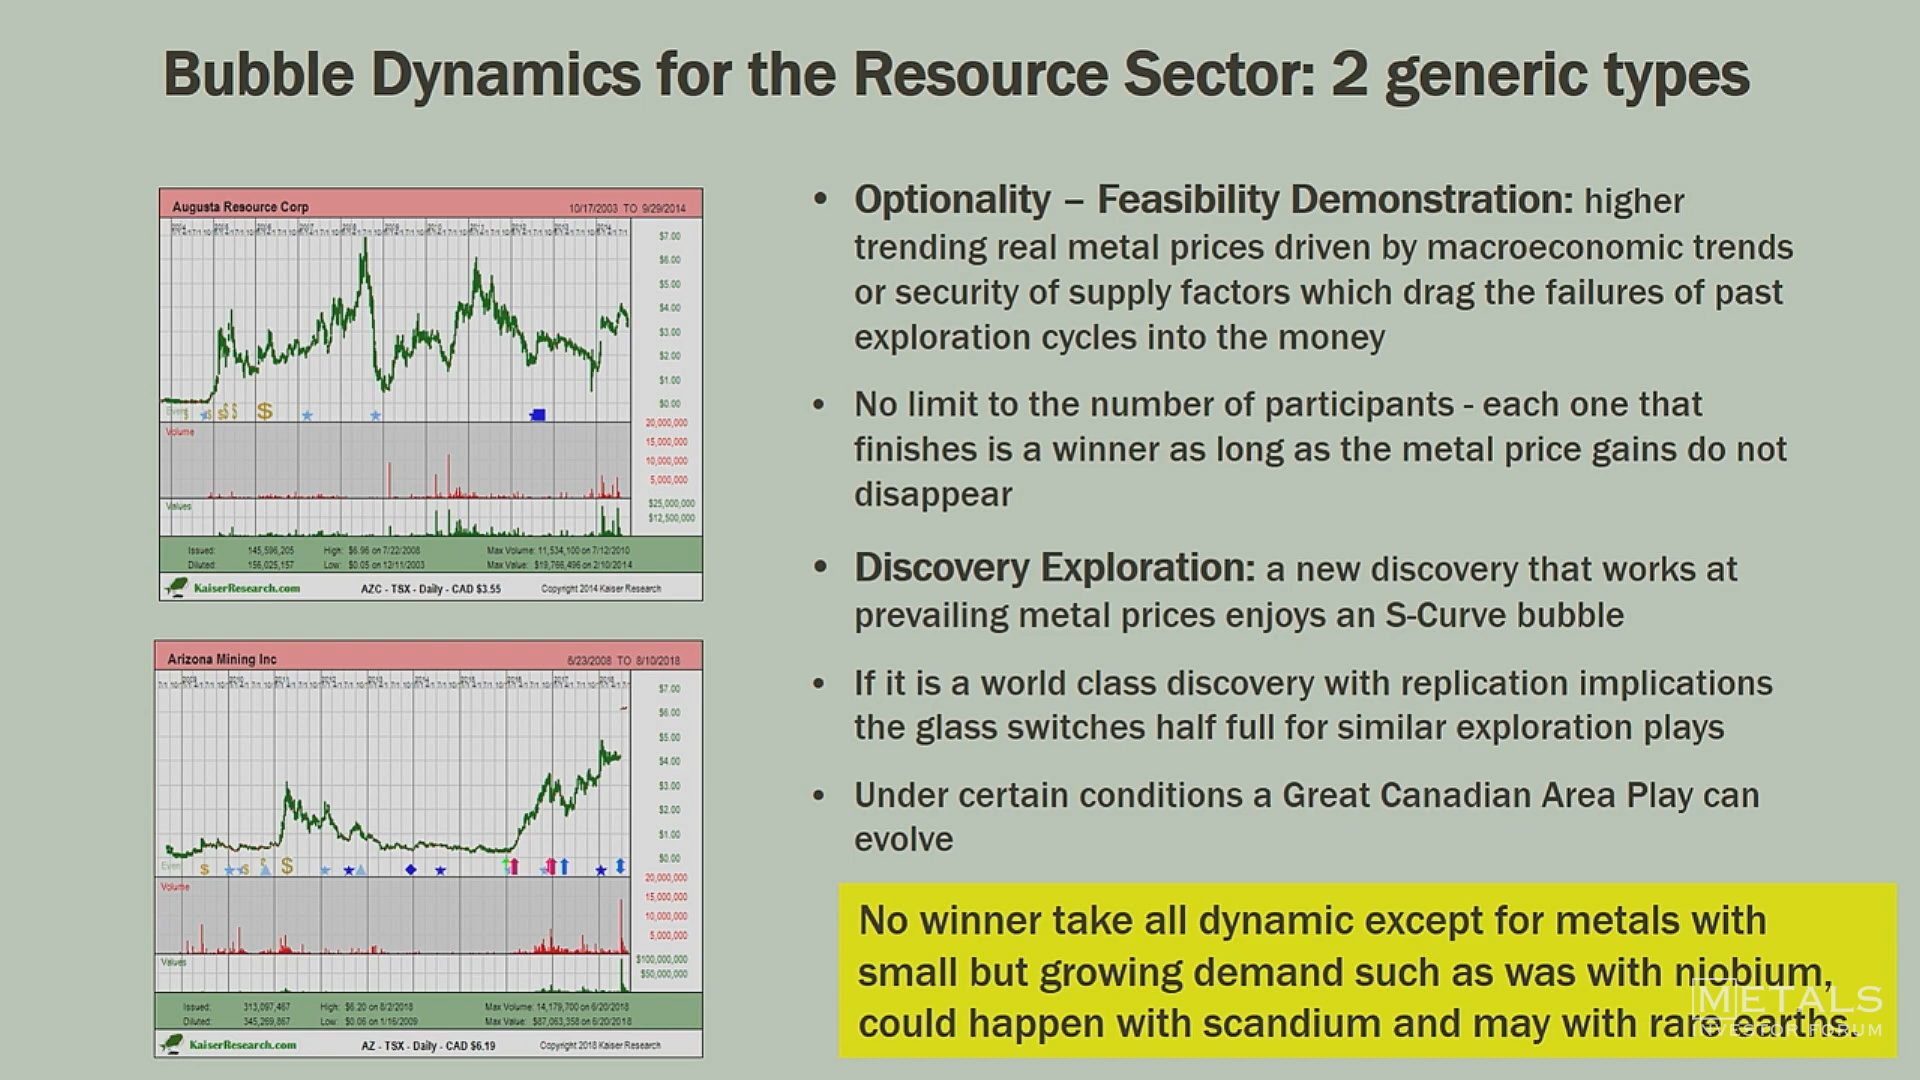 Bubble Dynamics for the Resource Sector: 2 generic types
Augusta Resource Corp 10/17/2003 TO 9/29/2014
$7.00
$6.00
$5.00
$4.00
$3.00
$2.00
$1.00
$0.00
Volume
20,000,000
15,000,000
10,000,000
5,000,000
Values
$25,000,000
$12,500,000
Issued: 145,596,205 High: $6.96 on 7/22/2008 Max Volume: 11,534,100 on 7/12/2010
Diluted: 156,025,157 Low: $0.05 on 12/11/2003 Max Value: $19,766,496 on 2/10/2014
KaiserResearch.com AZC - TSX - Daily - CAD $3.55 Copyright 2014 Kaiser Research
Arizona Mining Inc 6/23/2008 TO 8/10/2018
$7.00
$6.00
$5.00
$4.00
$3.00
$2.00
$1.00
$0.00
Volume
20,000,000
15,000,000
10,000,000
5,000,000
Values
$100,000,000
$50,000,000
Issued: 313,097,467 High: $6.20 on 8/2/2018 Max Volume: 14,179,700 on 6/20/2018
Diluted: 345,269,867 Low: $0.06 on 1/16/2009 Max Value: $87,063,358 on 6/20/2018
KaiserResearch.com AZ - TSX - Daily - CAD $6.19 Copyright 2018 Kaiser Research
• Optionality – Feasibility Demonstration: higher
trending real metal prices driven by macroeconomic trends
or security of supply factors which drag the failures of past
exploration cycles into the money
• No limit to the number of participants - each one that
finishes is a winner as long as the metal price gains do not
disappear
• Discovery Exploration: a new discovery that works at
prevailing metal prices enjoys an S-Curve bubble
• If it is a world class discovery with replication implications
the glass switches half full for similar exploration plays
• Under certain conditions a Great Canadian Area Play can
evolve
No winner take all dynamic except for metals with
small but growing demand such as was with niobium,
could happen with scandium and may with rare earths.
METALS
INVESTOR FORUM